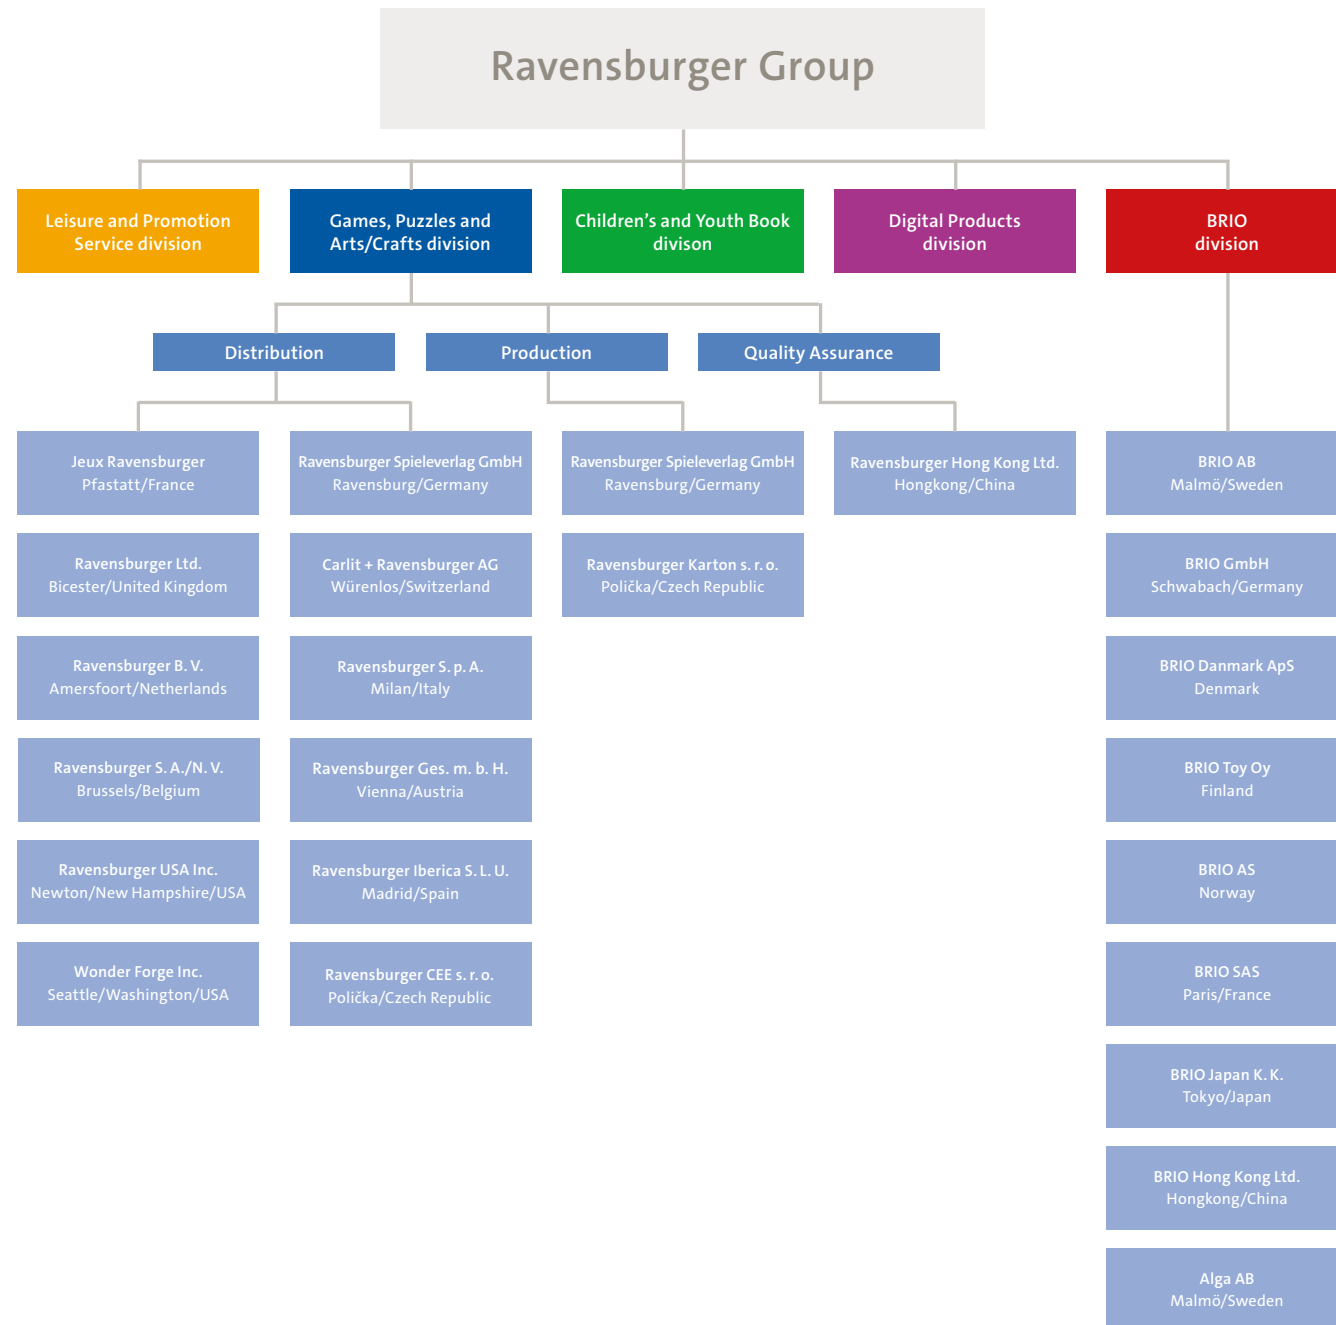 Ravensburger Group
Leisure and Promotion
Service division
Games, Puzzles and
Arts/Crafts division
Children's and Youth Book
divison
Digital Products
division
BRIO
division
Distribution
Production
Quality Assurance
Jeux Ravensburger
Pfastatt/France
Ravensburger Spieleverlag GmbH
Ravensburg/Germany
Ravensburger Spieleverlag GmbH
Ravensburg/Germany
Ravensburger Hong Kong Ltd.
Hongkong/China
BRIO AB
Malmö/Sweden
Ravensburger Ltd.
Bicester/United Kingdom
Carlit + Ravensburger AG
Würenlos/Switzerland
Ravensburger Karton s. r. o.
Polička/Czech Republic
BRIO GmbH
Schwabach/Germany
Ravensburger B. V.
Amersfoort/Netherlands
Ravensburger S. p. A.
Milan/Italy
BRIO Danmark ApS
Denmark
Ravensburger S. A./N. V.
Brussels/Belgium
Ravensburger Ges. m. b. H.
Vienna/Austria
BRIO Toy Oy
Finland
Ravensburger USA Inc.
Newton/New Hampshire/USA
Ravensburger Iberica S. L. U.
Madrid/Spain
BRIO AS
Norway
Wonder Forge Inc.
Seattle/Washington/USA
Ravensburger CEE s. r. o.
Polička/Czech Republic
BRIO SAS
Paris/France
BRIO Japan K. K.
Tokyo/Japan
BRIO Hong Kong Ltd.
Hongkong/China
Alga AB
Malmö/Sweden